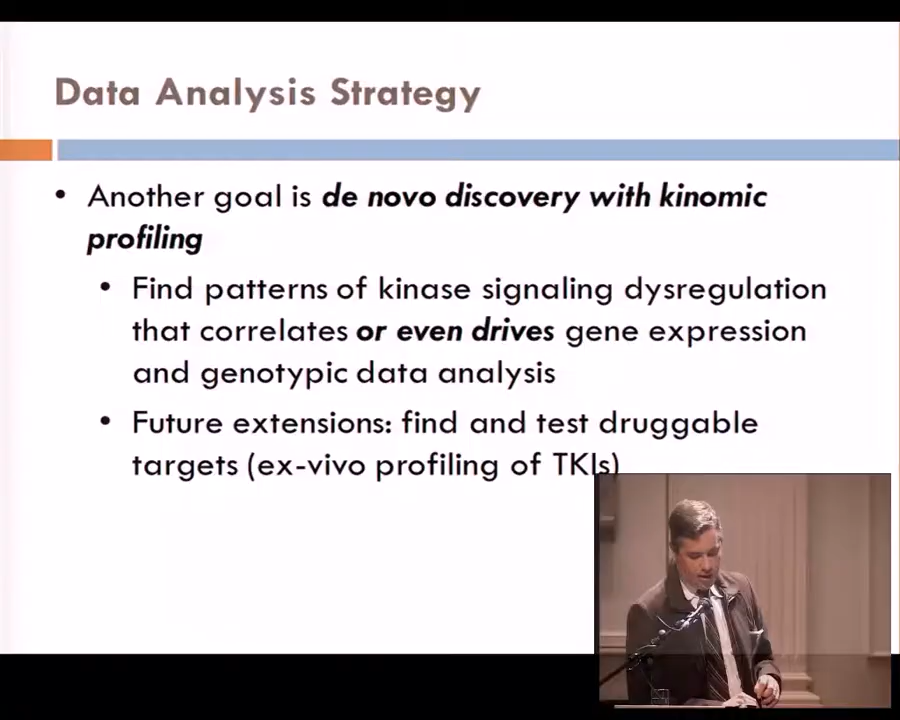 Data Analysis Strategy
• Another goal is de novo discovery with kinomic
profiling
• Find patterns of kinase signaling dysregulation
that correlates or even drives gene expression
and genotypic data analysis
• Future extensions: find and test druggable
targets (ex-vivo profiling of TKIs)